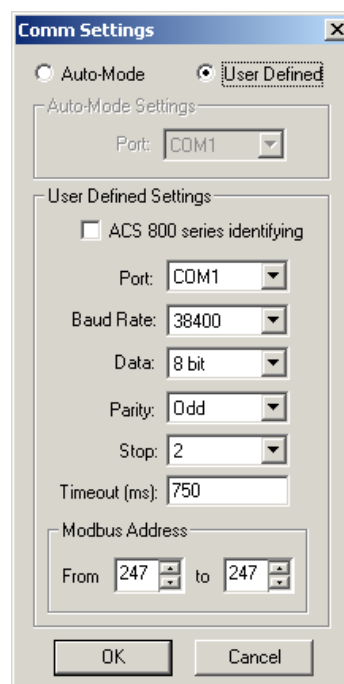 Comm Settings
Auto-Mode User Defined
Auto-Mode Settings
Port: COM1
User Defined Settings
ACS 800 series identifying
Port: COM1
Baud Rate: 38400
Data: 8 bit
Parity: Odd
Stop: 2
Timeout (ms): 750
Modbus Address
From 247 to 247
OK Cancel